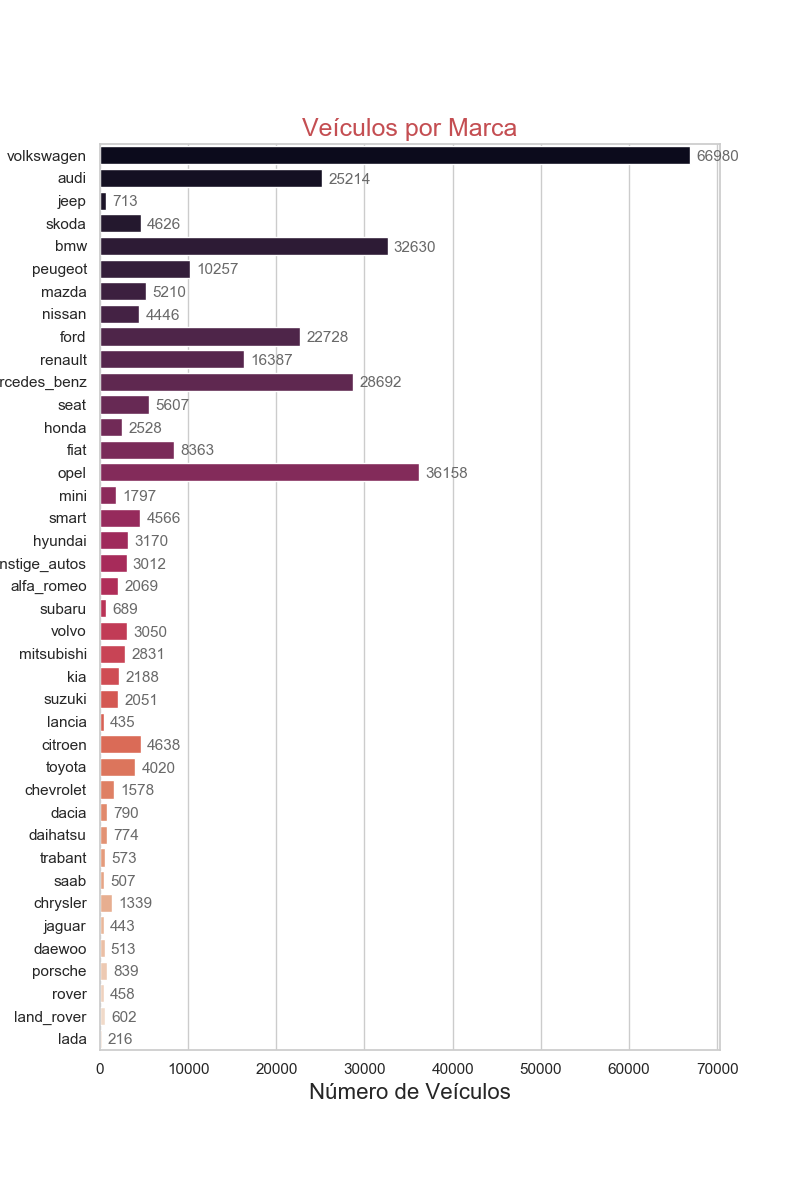 Veículos por Marca
volkswagen 66980
audi 25214
jeep 713
skoda 4626
bmw 32630
peugeot 10257
mazda 5210
nissan 4446
ford 22728
renault 16387
rcedes_benz 28692
seat 5607
honda 2528
fiat 8363
opel 36158
mini 1797
smart 4566
hyundai 3170
nstige_autos 3012
alfa_romeo 2069
subaru 689
volvo 3050
mitsubishi 2831
kia 2188
suzuki 2051
lancia 435
citroen 4638
toyota 4020
chevrolet 1578
dacia 790
daihatsu 774
trabant 573
saab 507
chrysler 1339
jaguar 443
daewoo 513
porsche 839
rover 458
land_rover 602
lada 216
0 10000 20000 30000 40000 50000 60000 70000
Número de Veículos